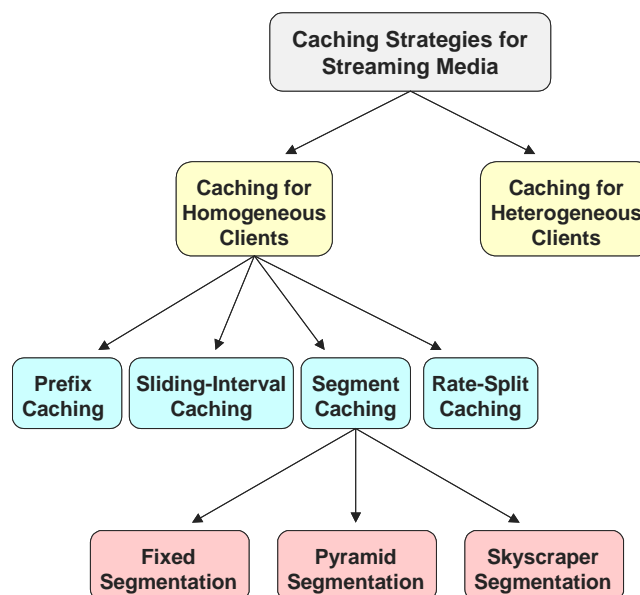 Caching Strategies for
Streaming Media
Caching for
Homogeneous
Clients
Caching for
Heterogeneous
Clients
Prefix
Caching
Sliding-Interval
Caching
Segment
Caching
Rate-Split
Caching
Fixed
Segmentation
Pyramid
Segmentation
Skyscraper
Segmentation